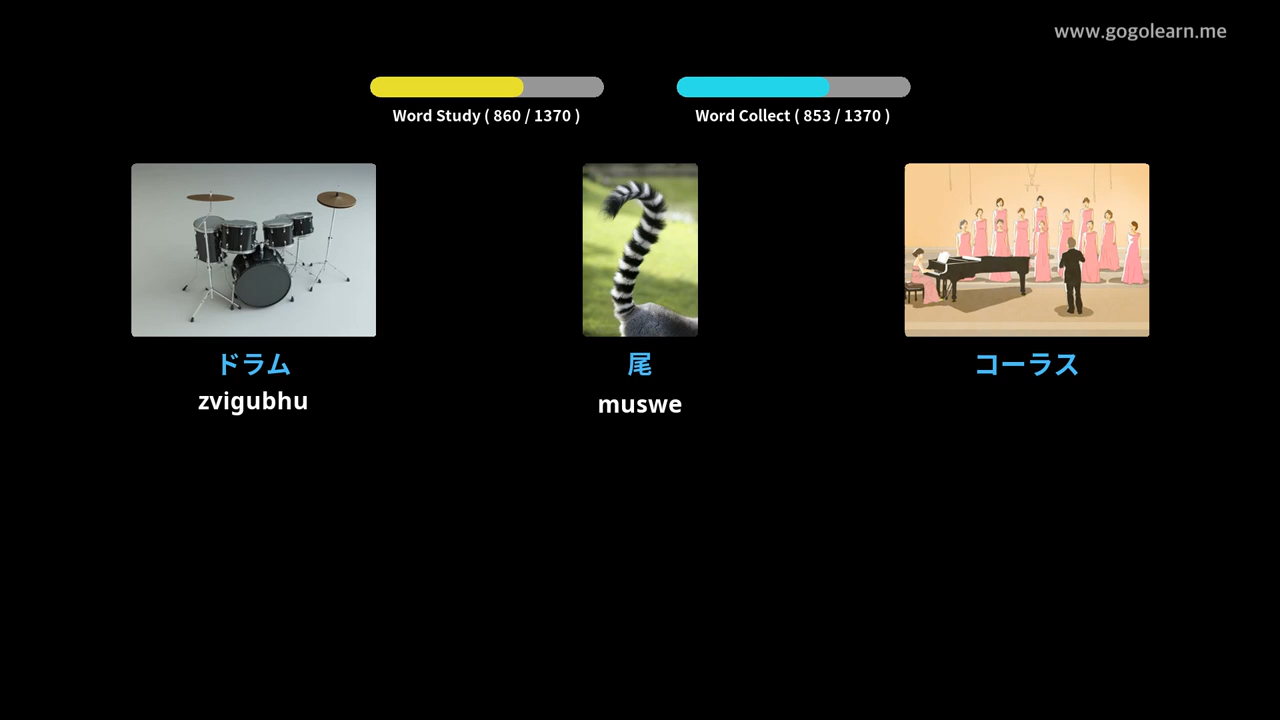 www.gogolearn.me
Word Study ( 860 / 1370 )
Word Collect ( 853 / 1370 )
ドラム
zvigubhu
尾
muswe
コーラス